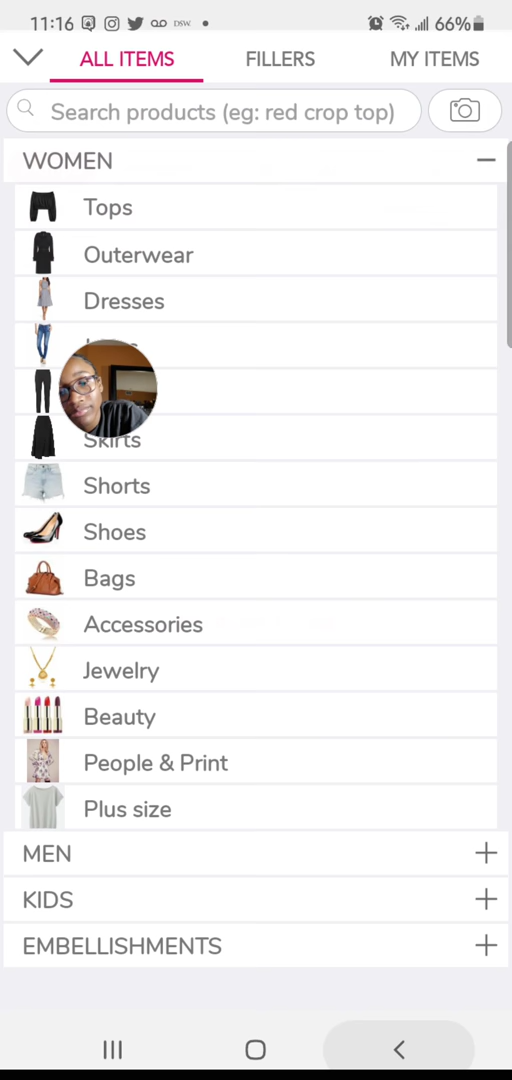 11:16 DSW 66%
ALL ITEMS FILLERS MY ITEMS
Search products (eg: red crop top)
WOMEN
Tops
Outerwear
Dresses
Skirts
Shorts
Shoes
Bags
Accessories
Jewelry
Beauty
People & Print
Plus size
MEN
KIDS
EMBELLISHMENTS